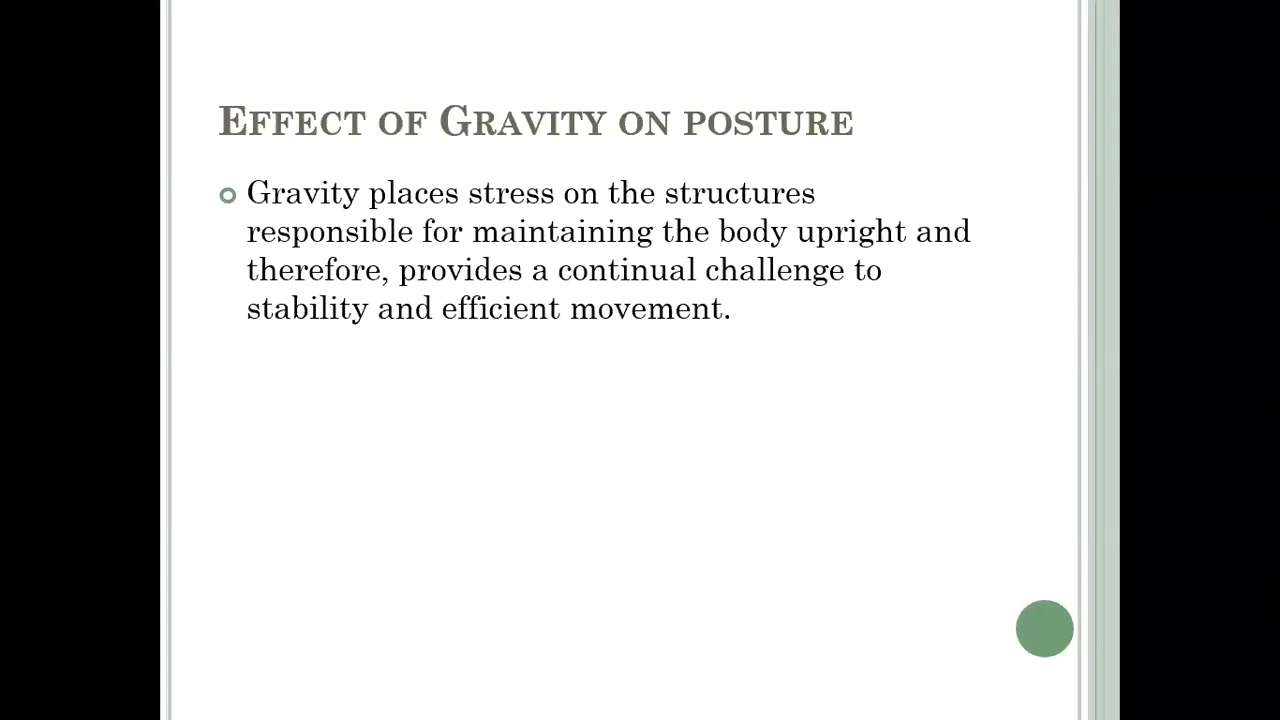 Effect of Gravity on posture
Gravity places stress on the structures
responsible for maintaining the body upright and
therefore, provides a continual challenge to
stability and efficient movement.